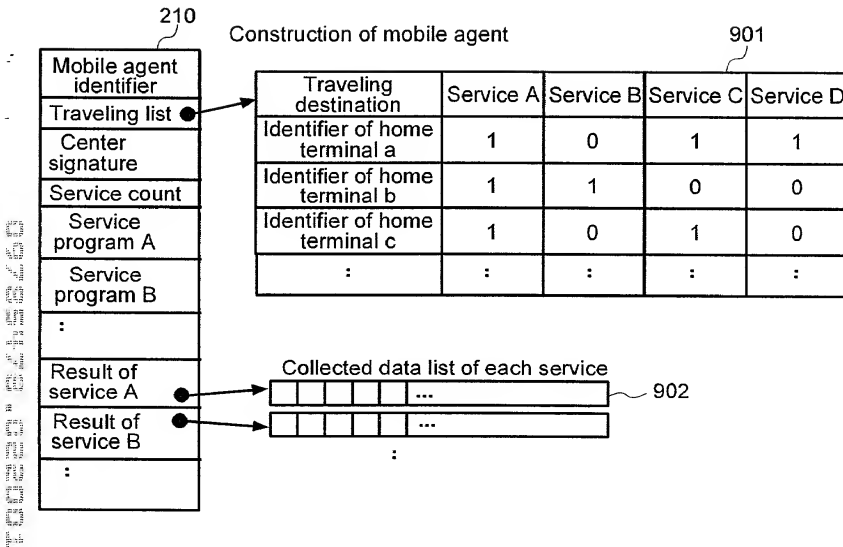 210
Construction of mobile agent
901
Mobile agent
identifier
Traveling list
Center
signature
Service count
Service
program A
Service
program B
:
Result of
service A
Result of
service B
:
Traveling
destination
Service A
Service B
Service C
Service D
Identifier of home
terminal a
1
0
1
1
Identifier of home
terminal b
1
1
0
0
Identifier of home
terminal c
1
0
1
0
:
:
:
:
:
Collected data list of each service
...
902
...
: